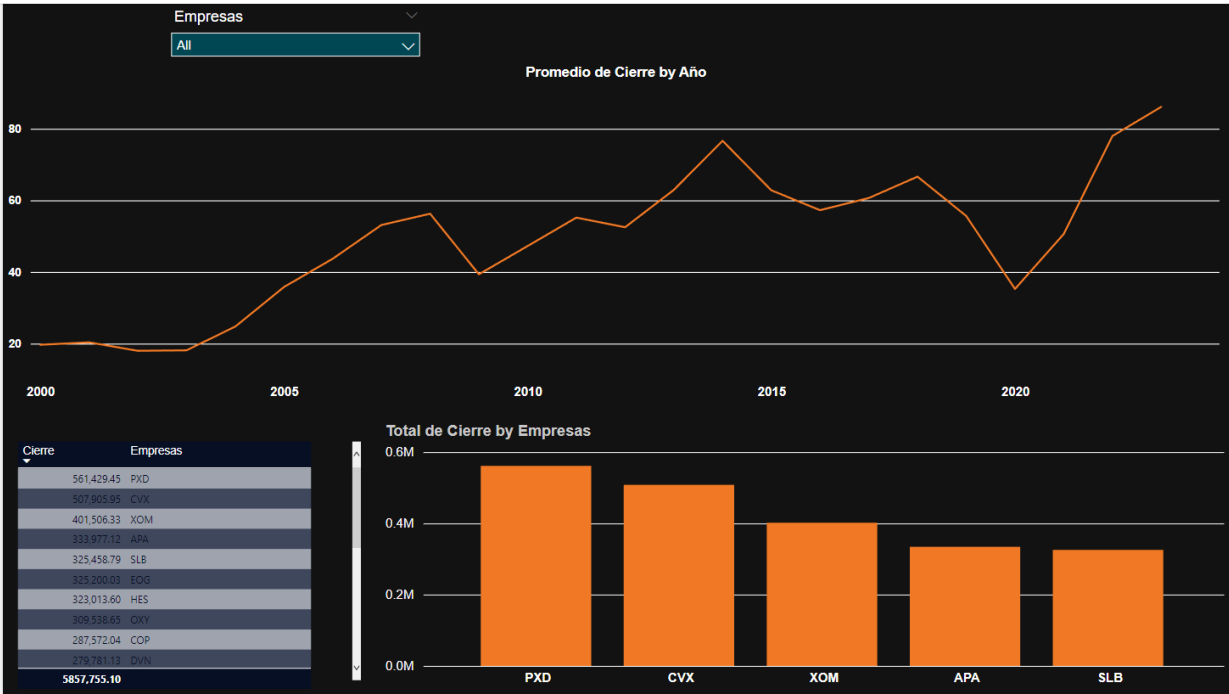 Empresas
All
Promedio de Cierre by Año
80
60
40
20
2000 2005 2010 2015 2020
Cierre Empresas
561,429.45 PXD
507,905.95 CVX
401,506.33 XOM
333,977.12 APA
325,458.79 SLB
325,200.03 EOG
323,013.60 HES
309,538.65 OXY
287,572.04 COP
279,781.13 DVN
5857,755.10
Total de Cierre by Empresas
0.6M
0.4M
0.2M
0.0M
PXD CVX XOM APA SLB